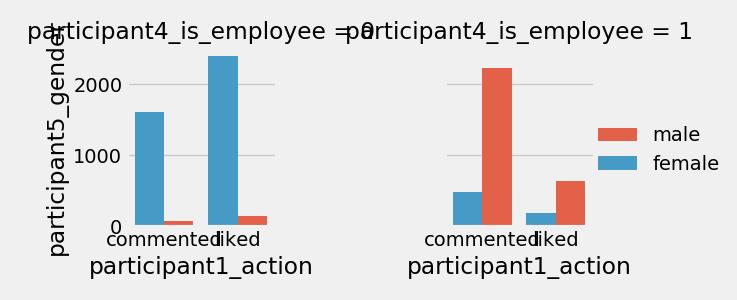 participant4_is_employee = 0
participant4_is_employee = 1
participant5_gender
2000
1000
0
commented
liked
commented
liked
participant1_action
participant1_action
male
female